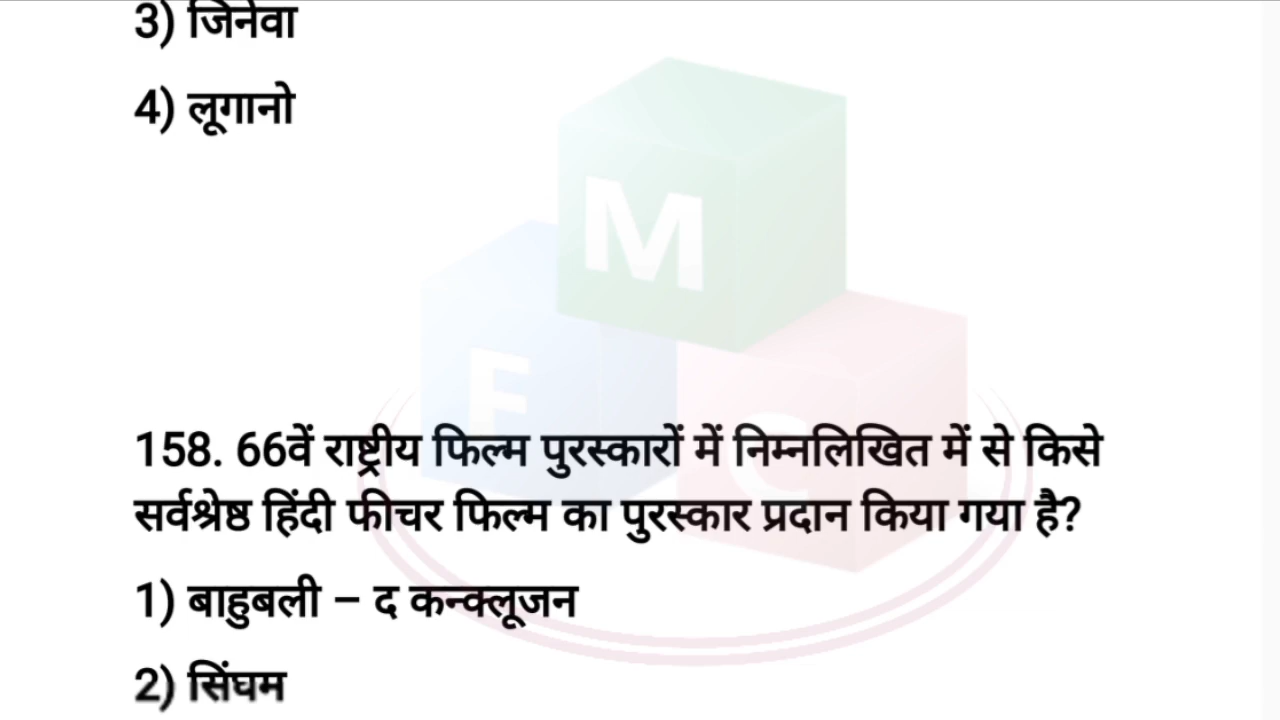 3) जिनेवा
4) लूगानो
M
F
C
158. 66वें राष्ट्रीय फिल्म पुरस्कारों में निम्नलिखित में से किसे
सर्वश्रेष्ठ हिंदी फीचर फिल्म का पुरस्कार प्रदान किया गया है?
1) बाहुबली – द कन्क्लूजन
2) सिंघम